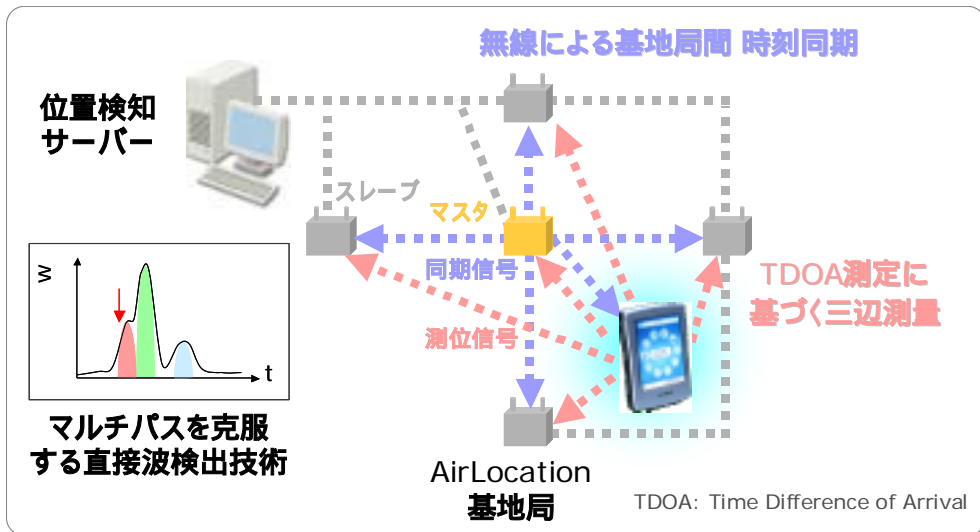 無線による基地局間 時刻同期
位置検知
サーバー
スレーブ
マスタ
同期信号
TDOA測定に
基づく三辺測量
測位信号
W
t
マルチパスを克服
する直接波検出技術
AirLocation
基地局
TDOA: Time Difference of Arrival